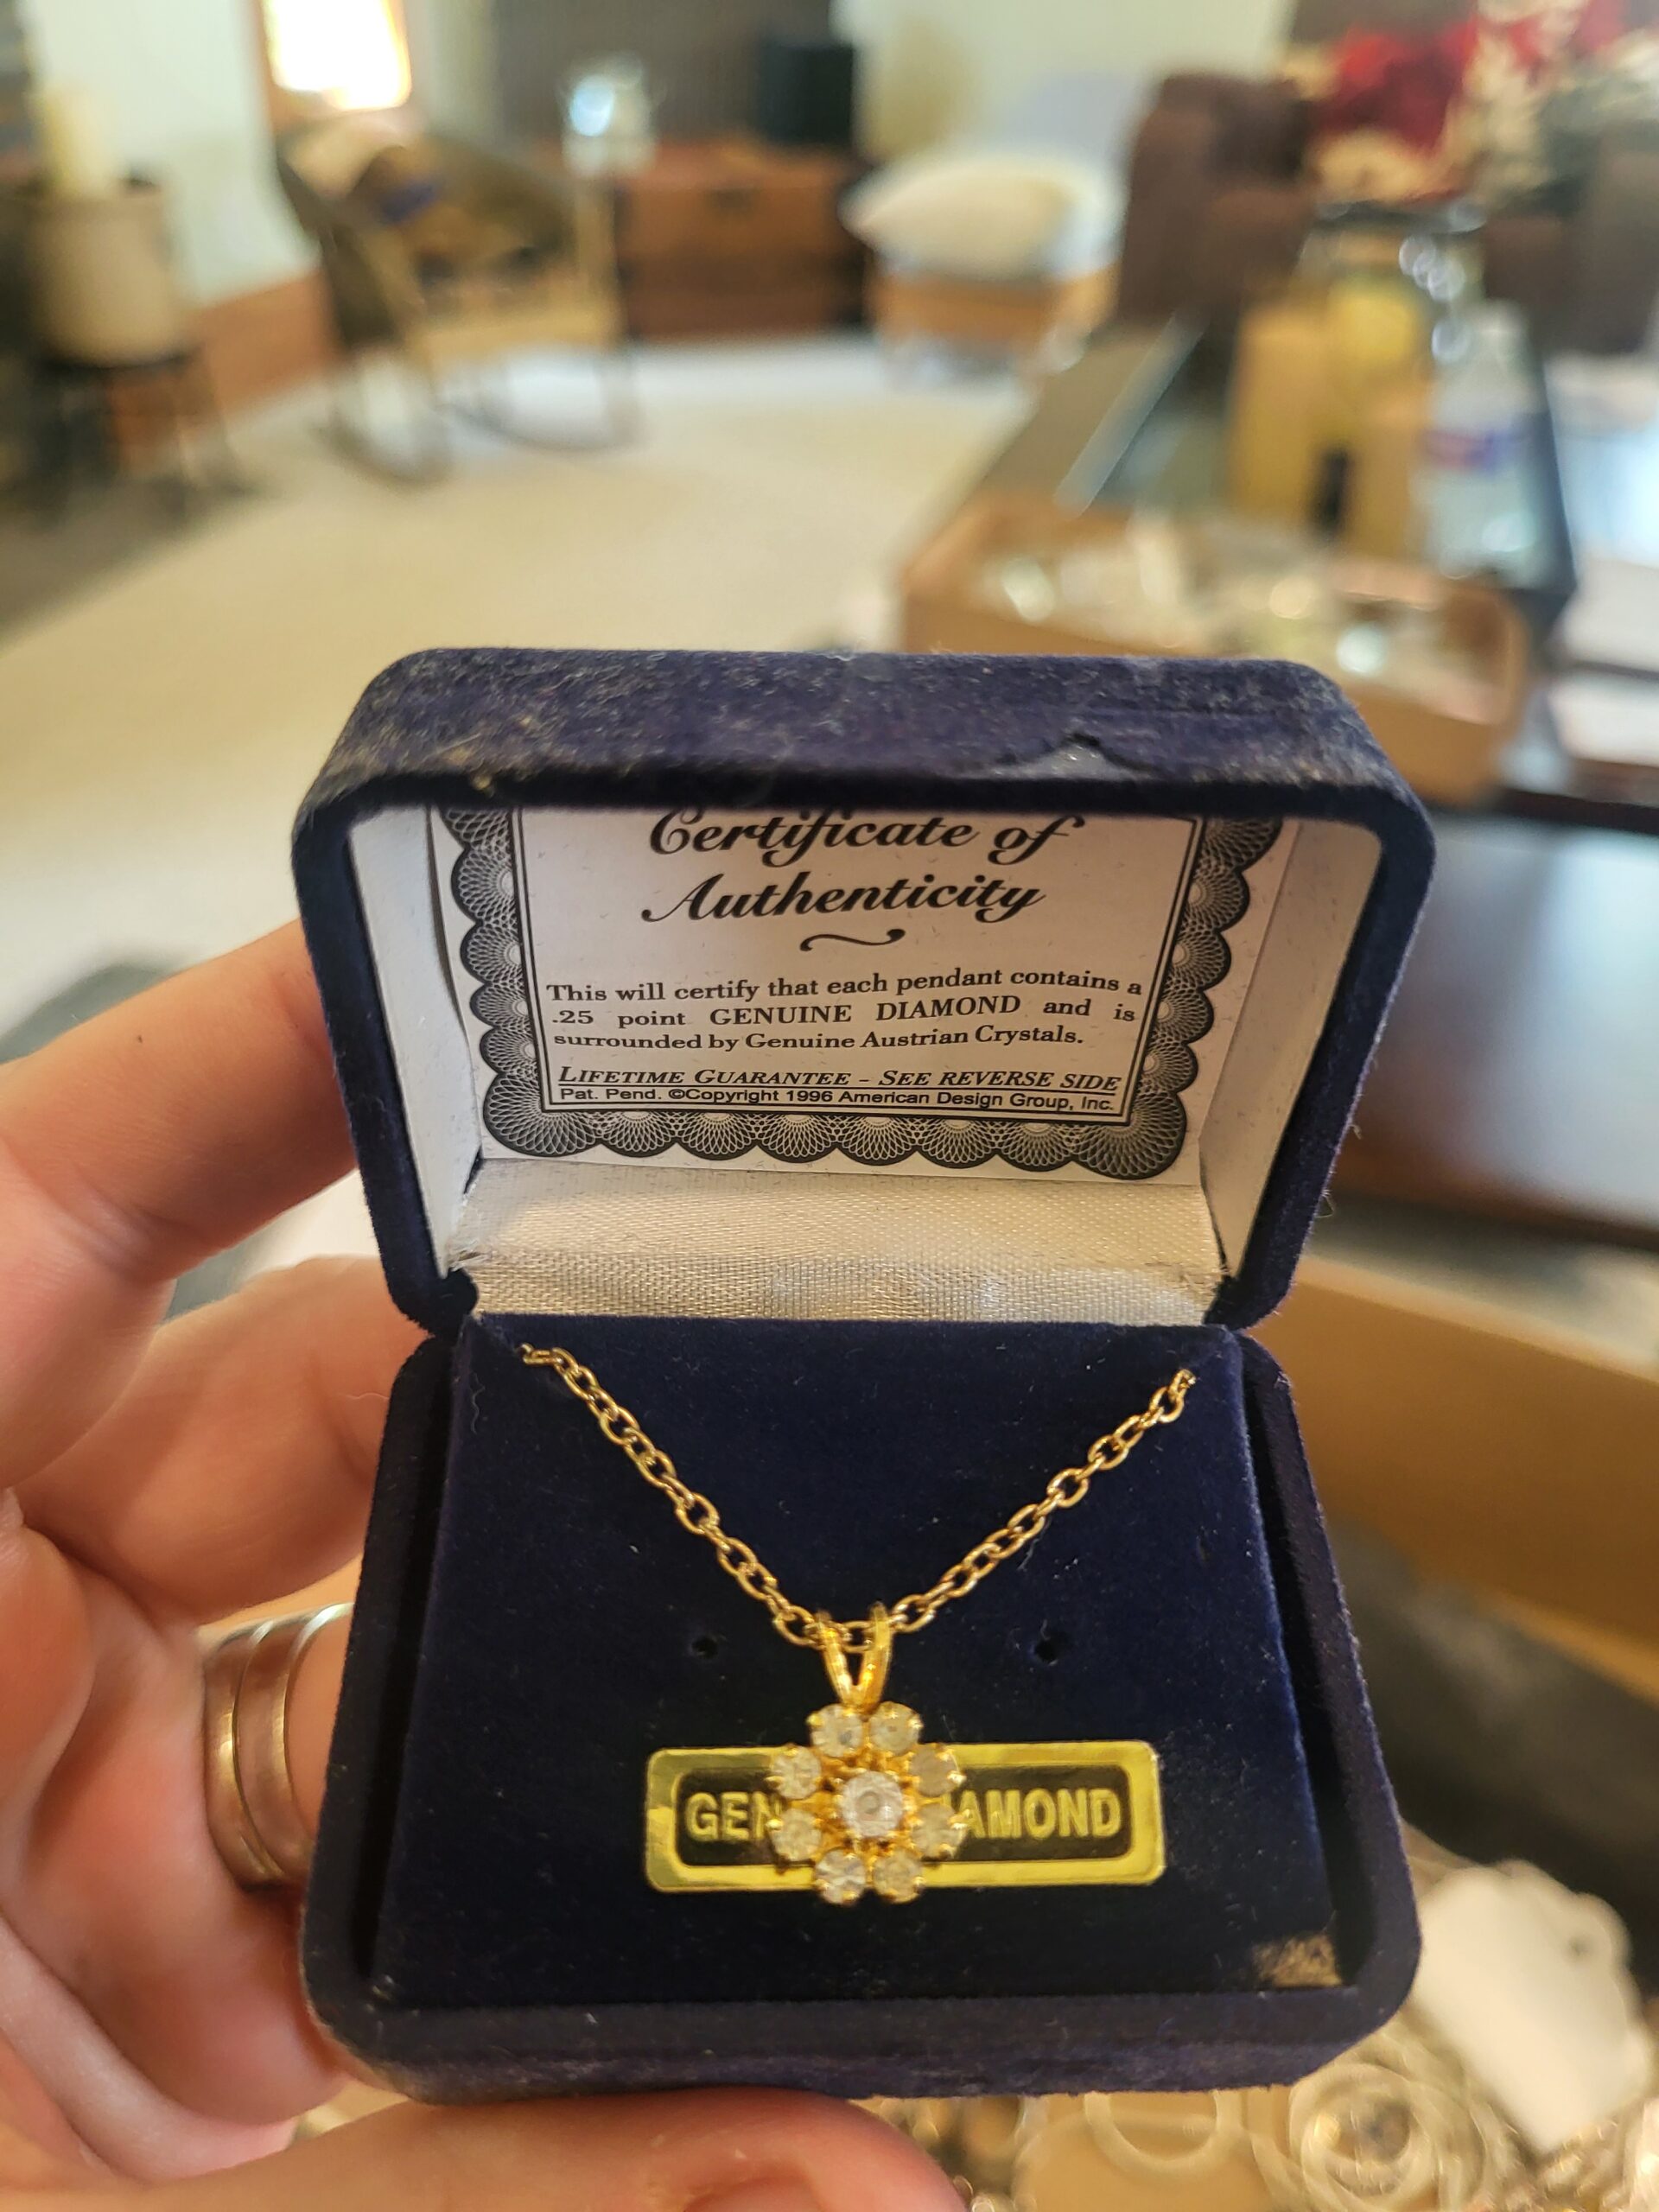 Certificate of
Authenticity
This will certify that each pendant contains a
.25 point GENUINE DIAMOND and is
surrounded by Genuine Austrian Crystals.
LIFETIME GUARANTEE - SEE REVERSE SIDE
Pat. Pend. ©Copyright 1996 American Design Group, Inc.
GEN AMOND